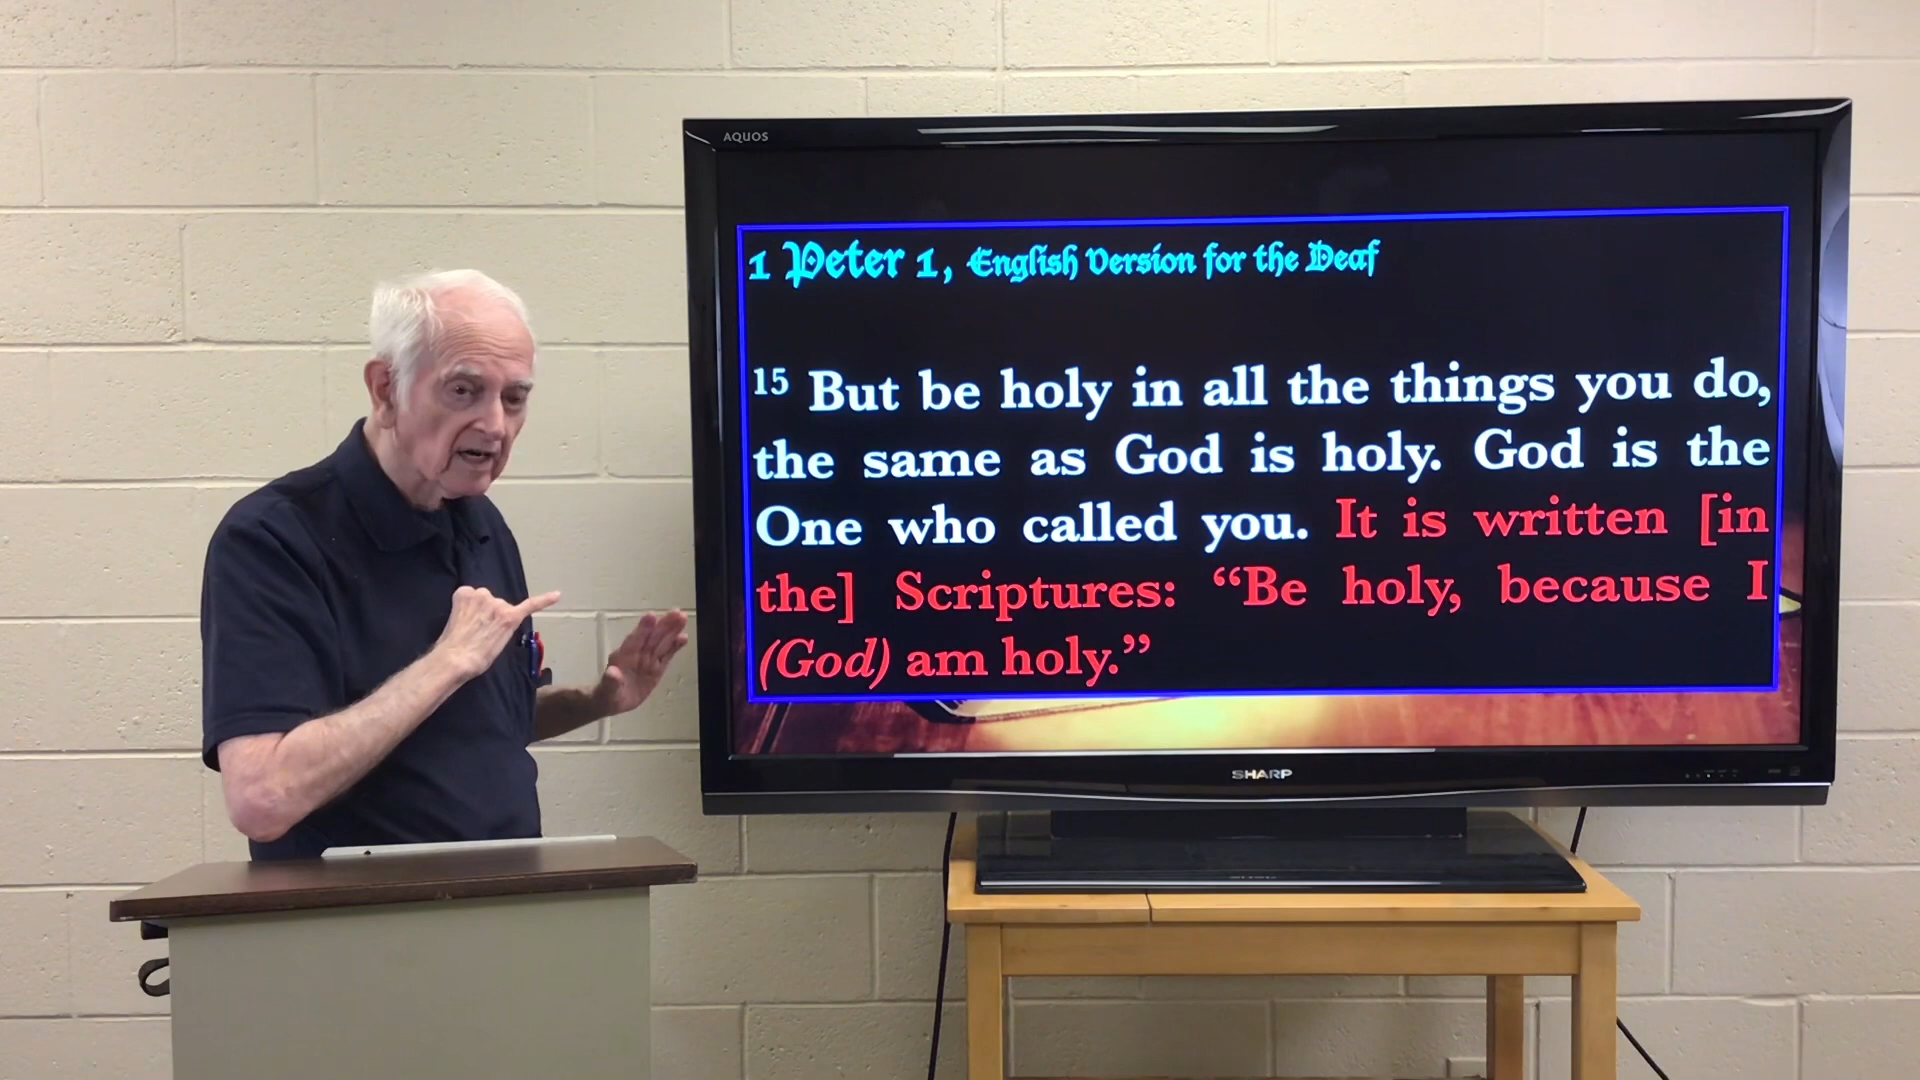 AQUOS
1 Peter 1, English Version for the Deaf
15 But be holy in all the things you do,
the same as God is holy. God is the
One who called you. It is written [in
the] Scriptures: “Be holy, because I
(God) am holy.”
SHARP